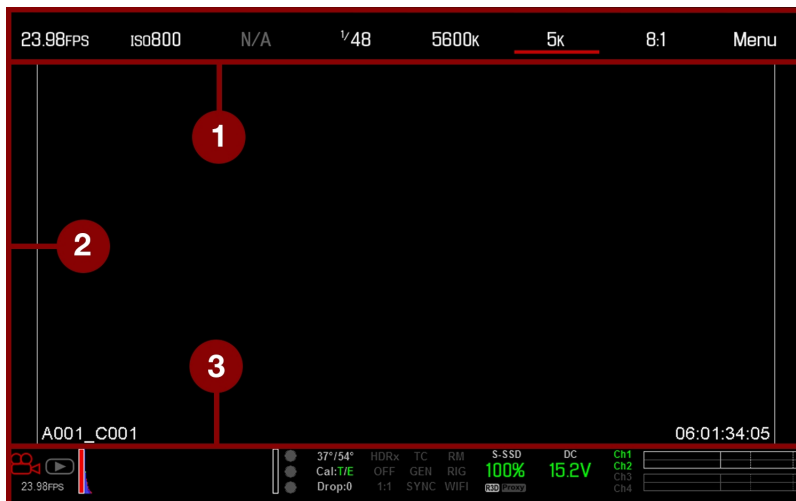 23.98FPS ISO800 N/A 1/48 5600K 5K 8:1 Menu
1
2
3
A001_C001 06:01:34:05
37°/54° HDRx TC RM S-SSD DC Ch1
Cal:T/E OFF GEN RIG 100% 15.2V Ch2
Drop:0 1:1 SYNC WIFI R3D Proxy Ch3
23.98FPS Ch4